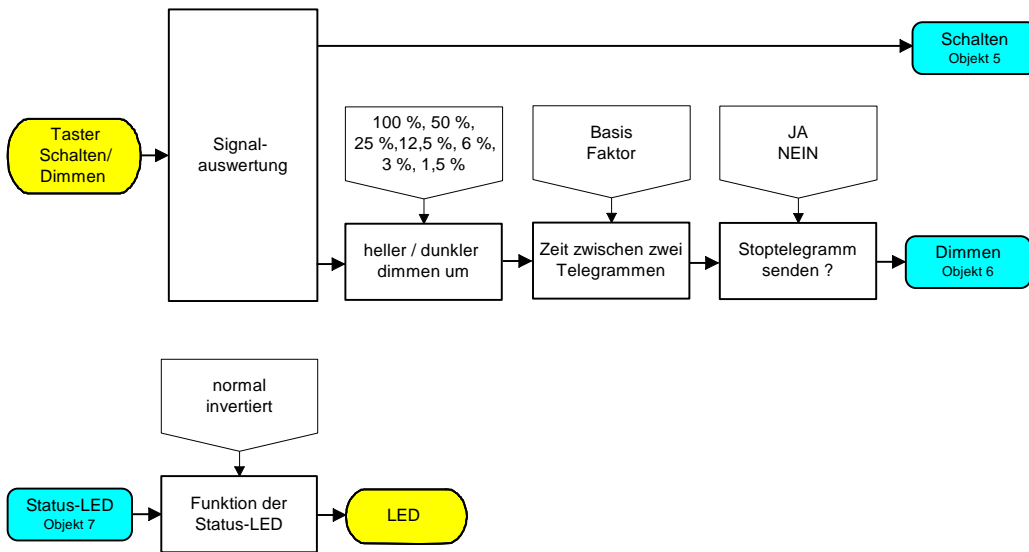 Schalten
Objekt 5
Taster
Schalten/
Dimmen
Signal-
auswertung
100 %, 50 %,
25 %,12,5 %, 6 %,
3 %, 1,5 %
Basis
Faktor
JA
NEIN
heller / dunkler
dimmen um
Zeit zwischen zwei
Telegrammen
Stoptelegramm
senden ?
Dimmen
Objekt 6
normal
invertiert
Status-LED
Objekt 7
Funktion der
Status-LED
LED